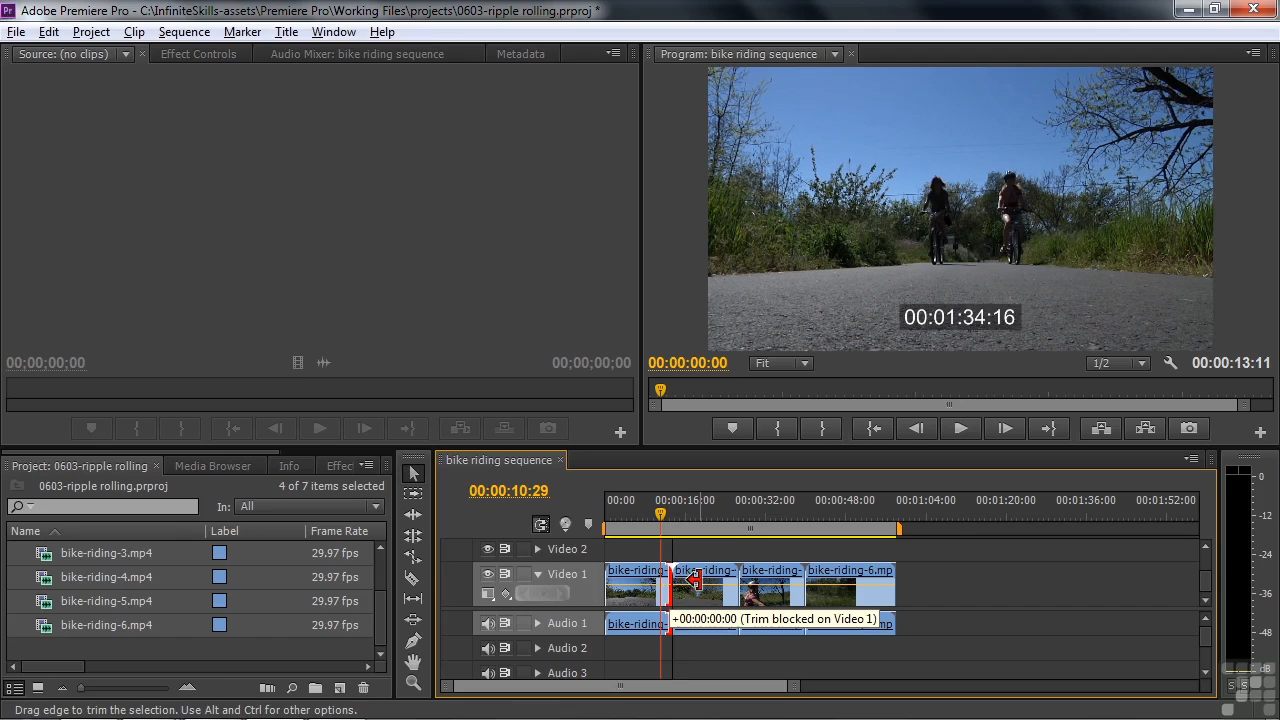 Pr Adobe Premiere Pro - C:\InfiniteSkills-assets\Premiere Pro\Working Files\projects\0603-ripple rolling.prproj *
File Edit Project Clip Sequence Marker Title Window Help
Source: (no clips) Effect Controls Audio Mixer: bike riding sequence Metadata
Program: bike riding sequence
00:01:34:16
00;00;00;00 00;00;00;00
00:00:00:00 Fit 1/2 00:00:13:11
Project: 0603-ripple rolling Media Browser Info Effec
0603-ripple rolling.prproj 4 of 7 items selected
In: All
Name Label Frame Rate
bike-riding-3.mp4 29.97 fps
bike-riding-4.mp4 29.97 fps
bike-riding-5.mp4 29.97 fps
bike-riding-6.mp4 29.97 fps
bike riding sequence
00:00:10:29
00:00 00:00:16:00 00:00:32:00 00:00:48:00 00:01:04:00 00:01:20:00 00:01:36:00 00:01:52:00
Video 2
Video 1
bike-riding- bike-riding- bike-riding- bike-riding-6.mp
+00:00:00:00 (Trim blocked on Video 1)
Audio 1 bike-riding- mp
Audio 2
Audio 3
0
-6
-12
-18
-24
-30
-36
-42
-48
-54
dB
S S
Drag edge to trim the selection. Use Alt and Ctrl for other options.